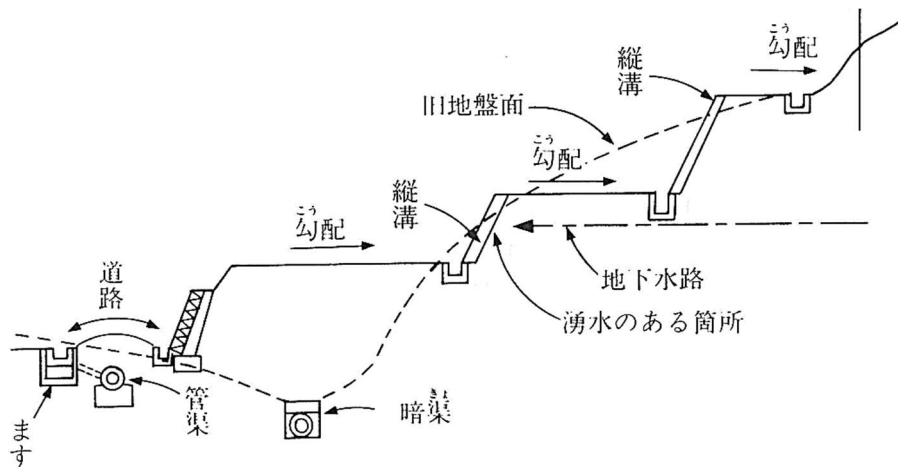 こう
勾配
縦溝
旧地盤面
こう
勾配
縦溝
こう
勾配
地下水路
湧水のある箇所
道路
管渠
きょ
暗渠
ます